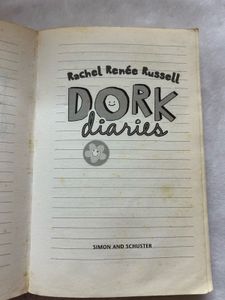 Rachel Renée Russell
DORK
diaries
SIMON AND SCHUSTER